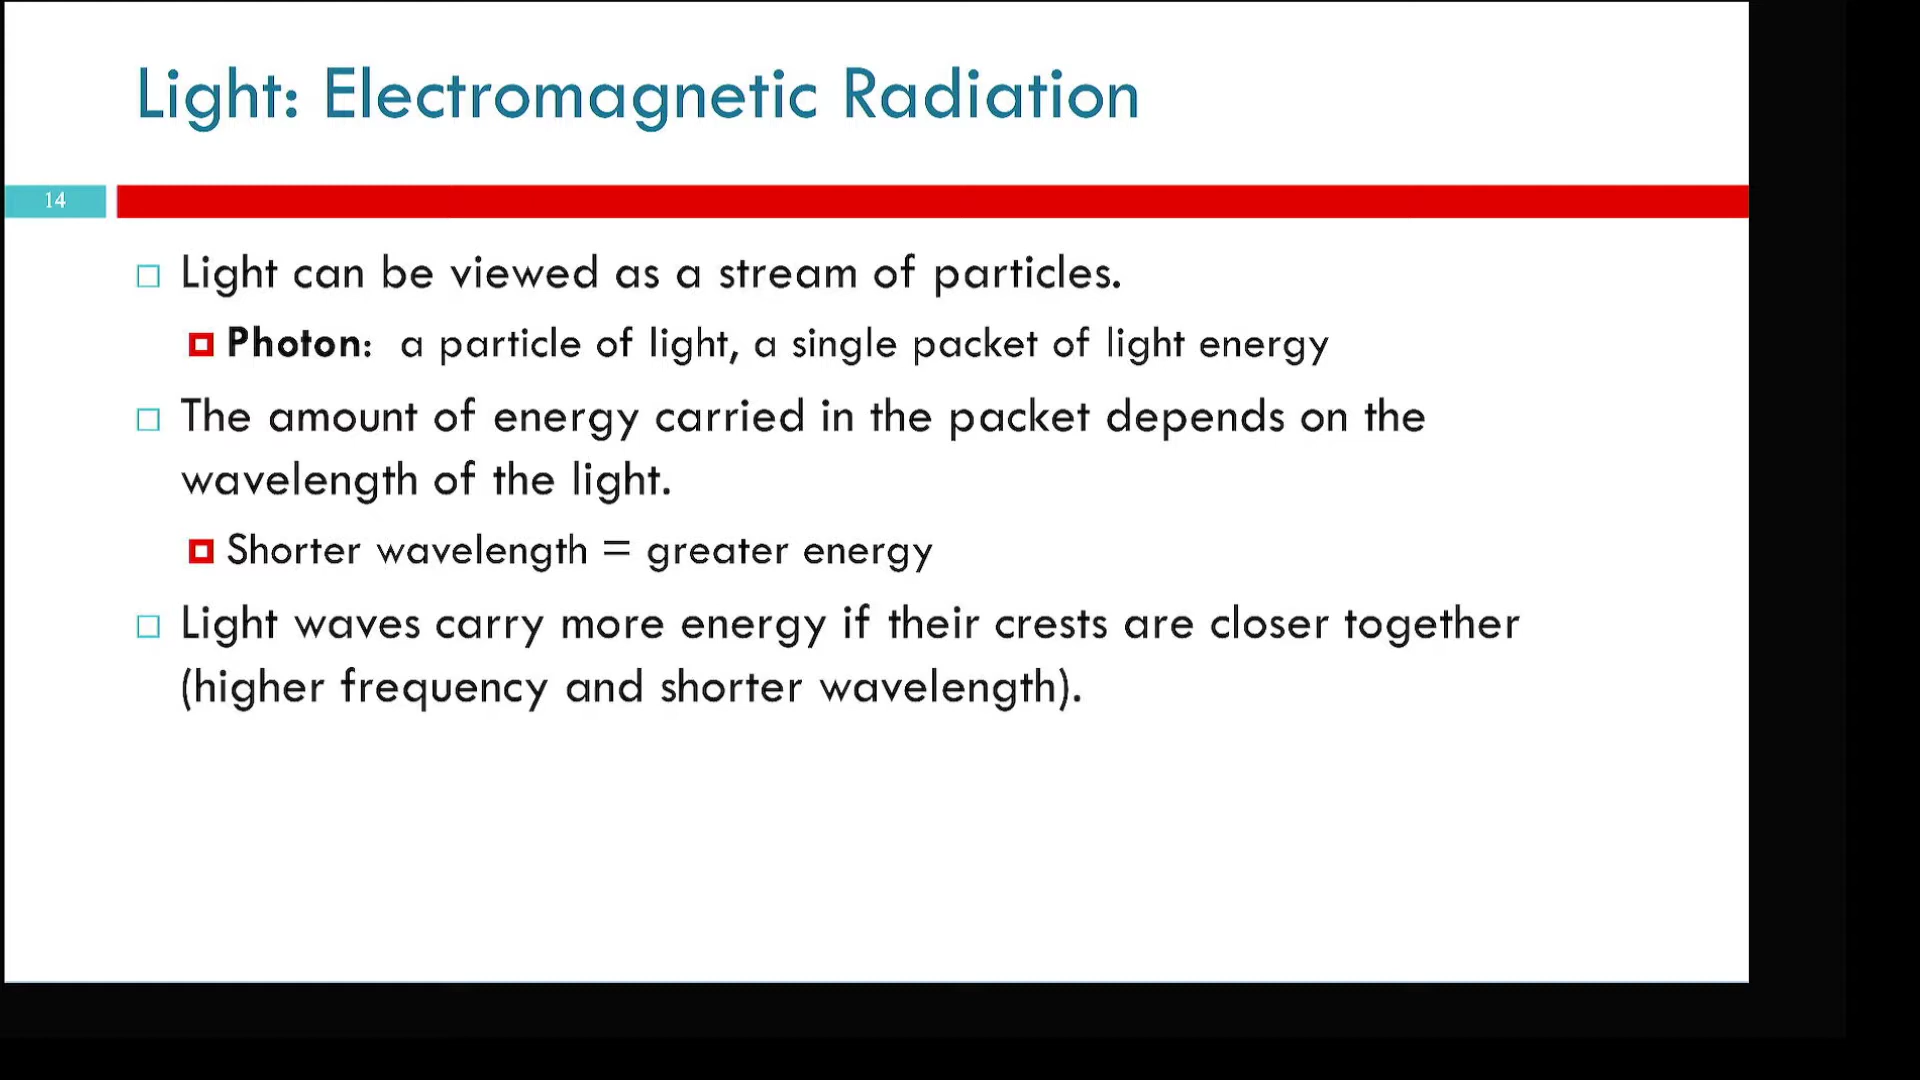 Light: Electromagnetic Radiation
14
Light can be viewed as a stream of particles.
Photon: a particle of light, a single packet of light energy
The amount of energy carried in the packet depends on the
wavelength of the light.
Shorter wavelength = greater energy
Light waves carry more energy if their crests are closer together
(higher frequency and shorter wavelength).